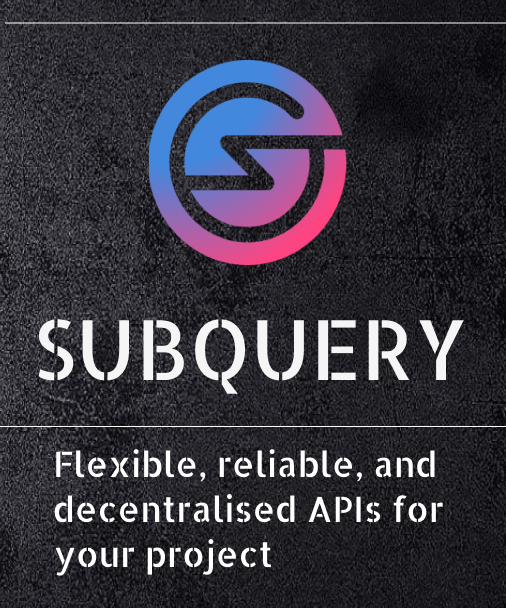 SUBQUERY
Flexible, reliable, and
decentralised APIs for
your project